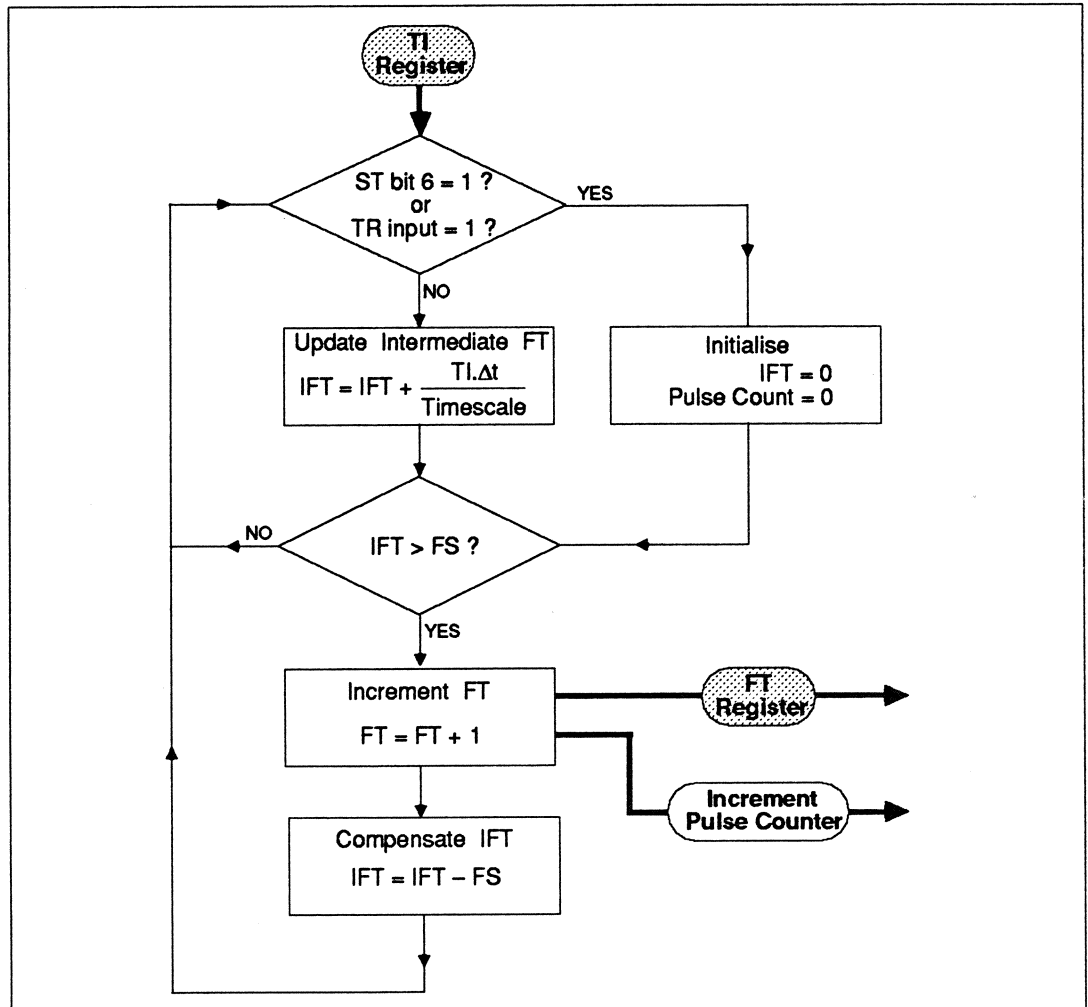 TI
Register
ST bit 6 = 1 ?
or
TR input = 1 ?
YES
NO
Update Intermediate FT
IFT = IFT + TI.Δt
Timescale
Initialise
IFT = 0
Pulse Count = 0
NO
IFT > FS ?
YES
Increment FT
FT = FT + 1
FT
Register
Increment
Pulse Counter
Compensate IFT
IFT = IFT – FS